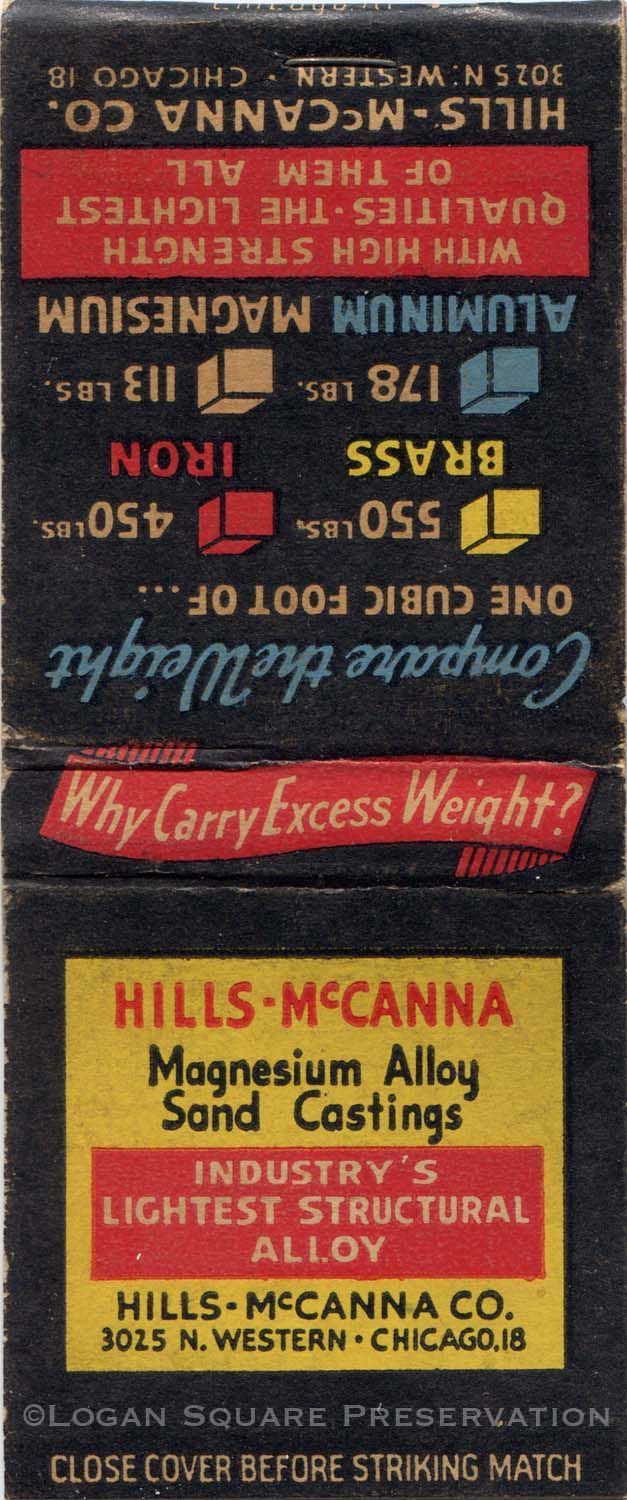 Compare the Weight
ONE CUBIC FOOT OF...
550 LBS. 450 LBS.
BRASS IRON
178 LBS. 113 LBS.
ALUMINUM MAGNESIUM
WITH HIGH STRENGTH
QUALITIES-THE LIGHTEST
OF THEM ALL
HILLS-McCANNA CO.
3025 N. WESTERN • CHICAGO 18
Why Carry Excess Weight?
HILLS-McCANNA
Magnesium Alloy
Sand Castings
INDUSTRY'S
LIGHTEST STRUCTURAL
ALLOY
HILLS-McCANNA CO.
3025 N. WESTERN • CHICAGO, 18
©LOGAN SQUARE PRESERVATION
CLOSE COVER BEFORE STRIKING MATCH